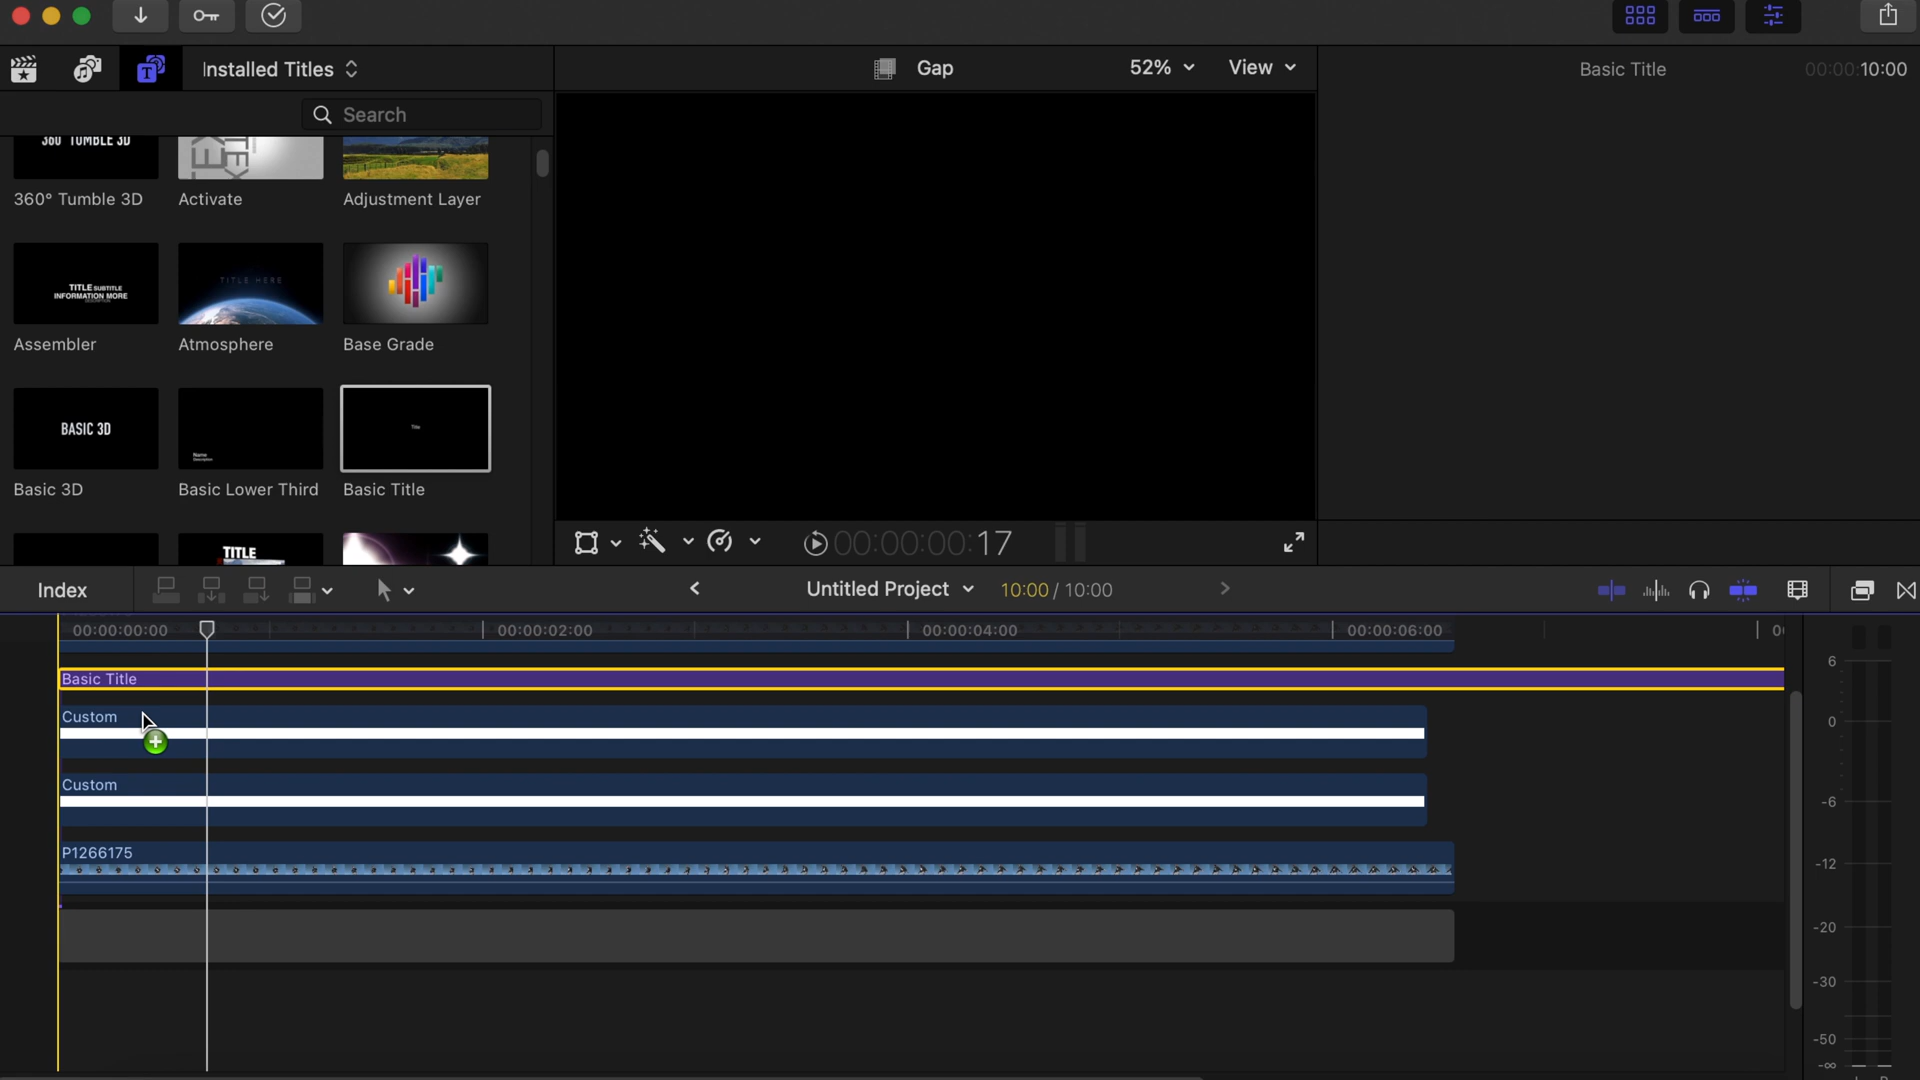 Installed Titles
Gap
52%
View
Basic Title
00:00:10:00
Search
360° TUMBLE 3D
360° Tumble 3D
Activate
Adjustment Layer
TITLE SUBTITLE
INFORMATION MORE
DESCRIPTION
TITLE HERE
Assembler
Atmosphere
Base Grade
BASIC 3D
Name
Description
Title
Basic 3D
Basic Lower Third
Basic Title
TITLE
00:00:00:17
Index
Untitled Project
10:00 / 10:00
00:00:00:00
00:00:02:00
00:00:04:00
00:00:06:00
Basic Title
Custom
Custom
P1266175
6
0
-6
-12
-20
-30
-50
-∞